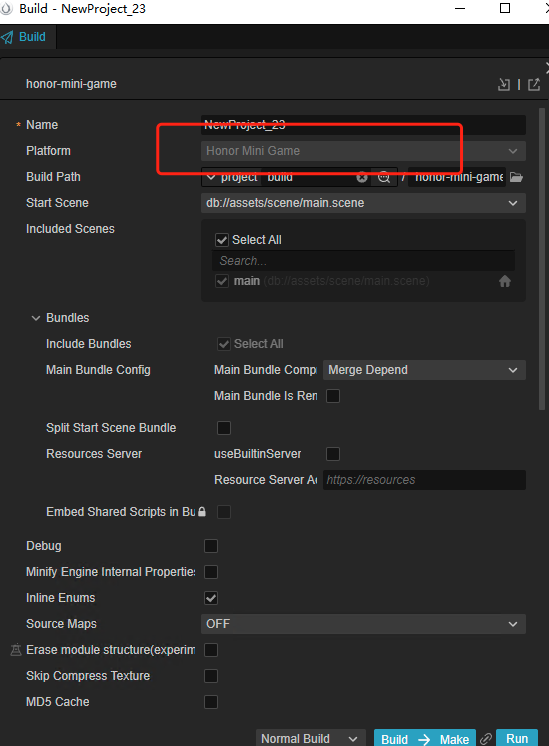 Build - NewProject_23
Build
honor-mini-game
* Name NewProject_23
Platform Honor Mini Game
Build Path project build / honor-mini-game
Start Scene db://assets/scene/main.scene
Included Scenes
Select All
Search...
main (db://assets/scene/main.scene)
Bundles
Include Bundles Select All
Main Bundle Config Main Bundle Compr Merge Depend
Main Bundle Is Ren
Split Start Scene Bundle
Resources Server useBuiltinServer
Resource Server Ac https://resources
Embed Shared Scripts in Bu
Debug
Minify Engine Internal Properties
Inline Enums
Source Maps OFF
Erase module structure(experim
Skip Compress Texture
MD5 Cache
Normal Build Build → Make Run